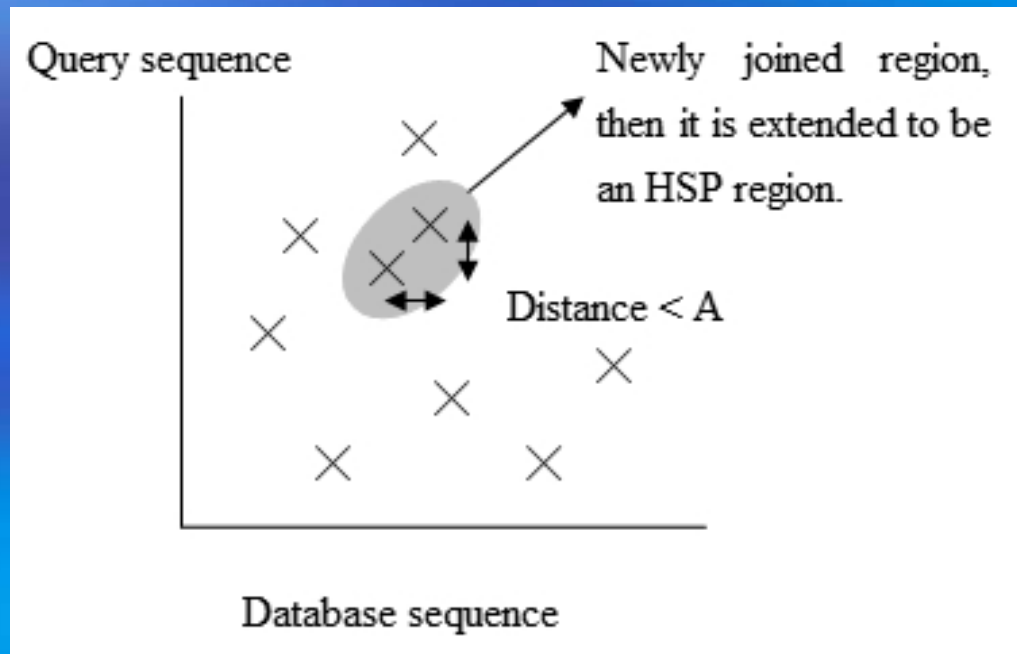 Query sequence
Newly joined region,
then it is extended to be
an HSP region.
Distance < A
Database sequence